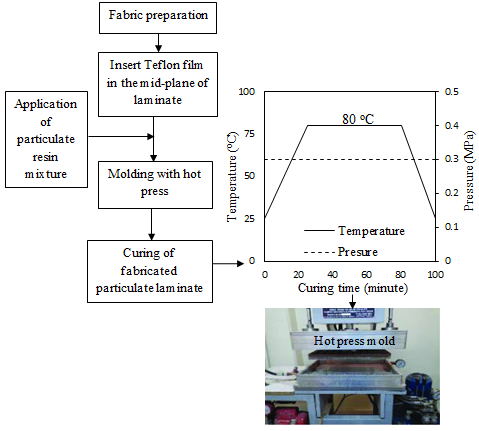 Fabric preparation
Insert Teflon film
in the mid-plane of
laminate
Application
of
particulate
resin
mixture
Molding with hot
press
Curing of
fabricated
particulate laminate
100
75
50
25
0
Temperature (°C)
80 °C
0.5
0.4
0.3
0.2
0.1
0
Pressure (MPa)
Temperature
Presure
0 20 40 60 80 100
Curing time (minute)
Hot press mold